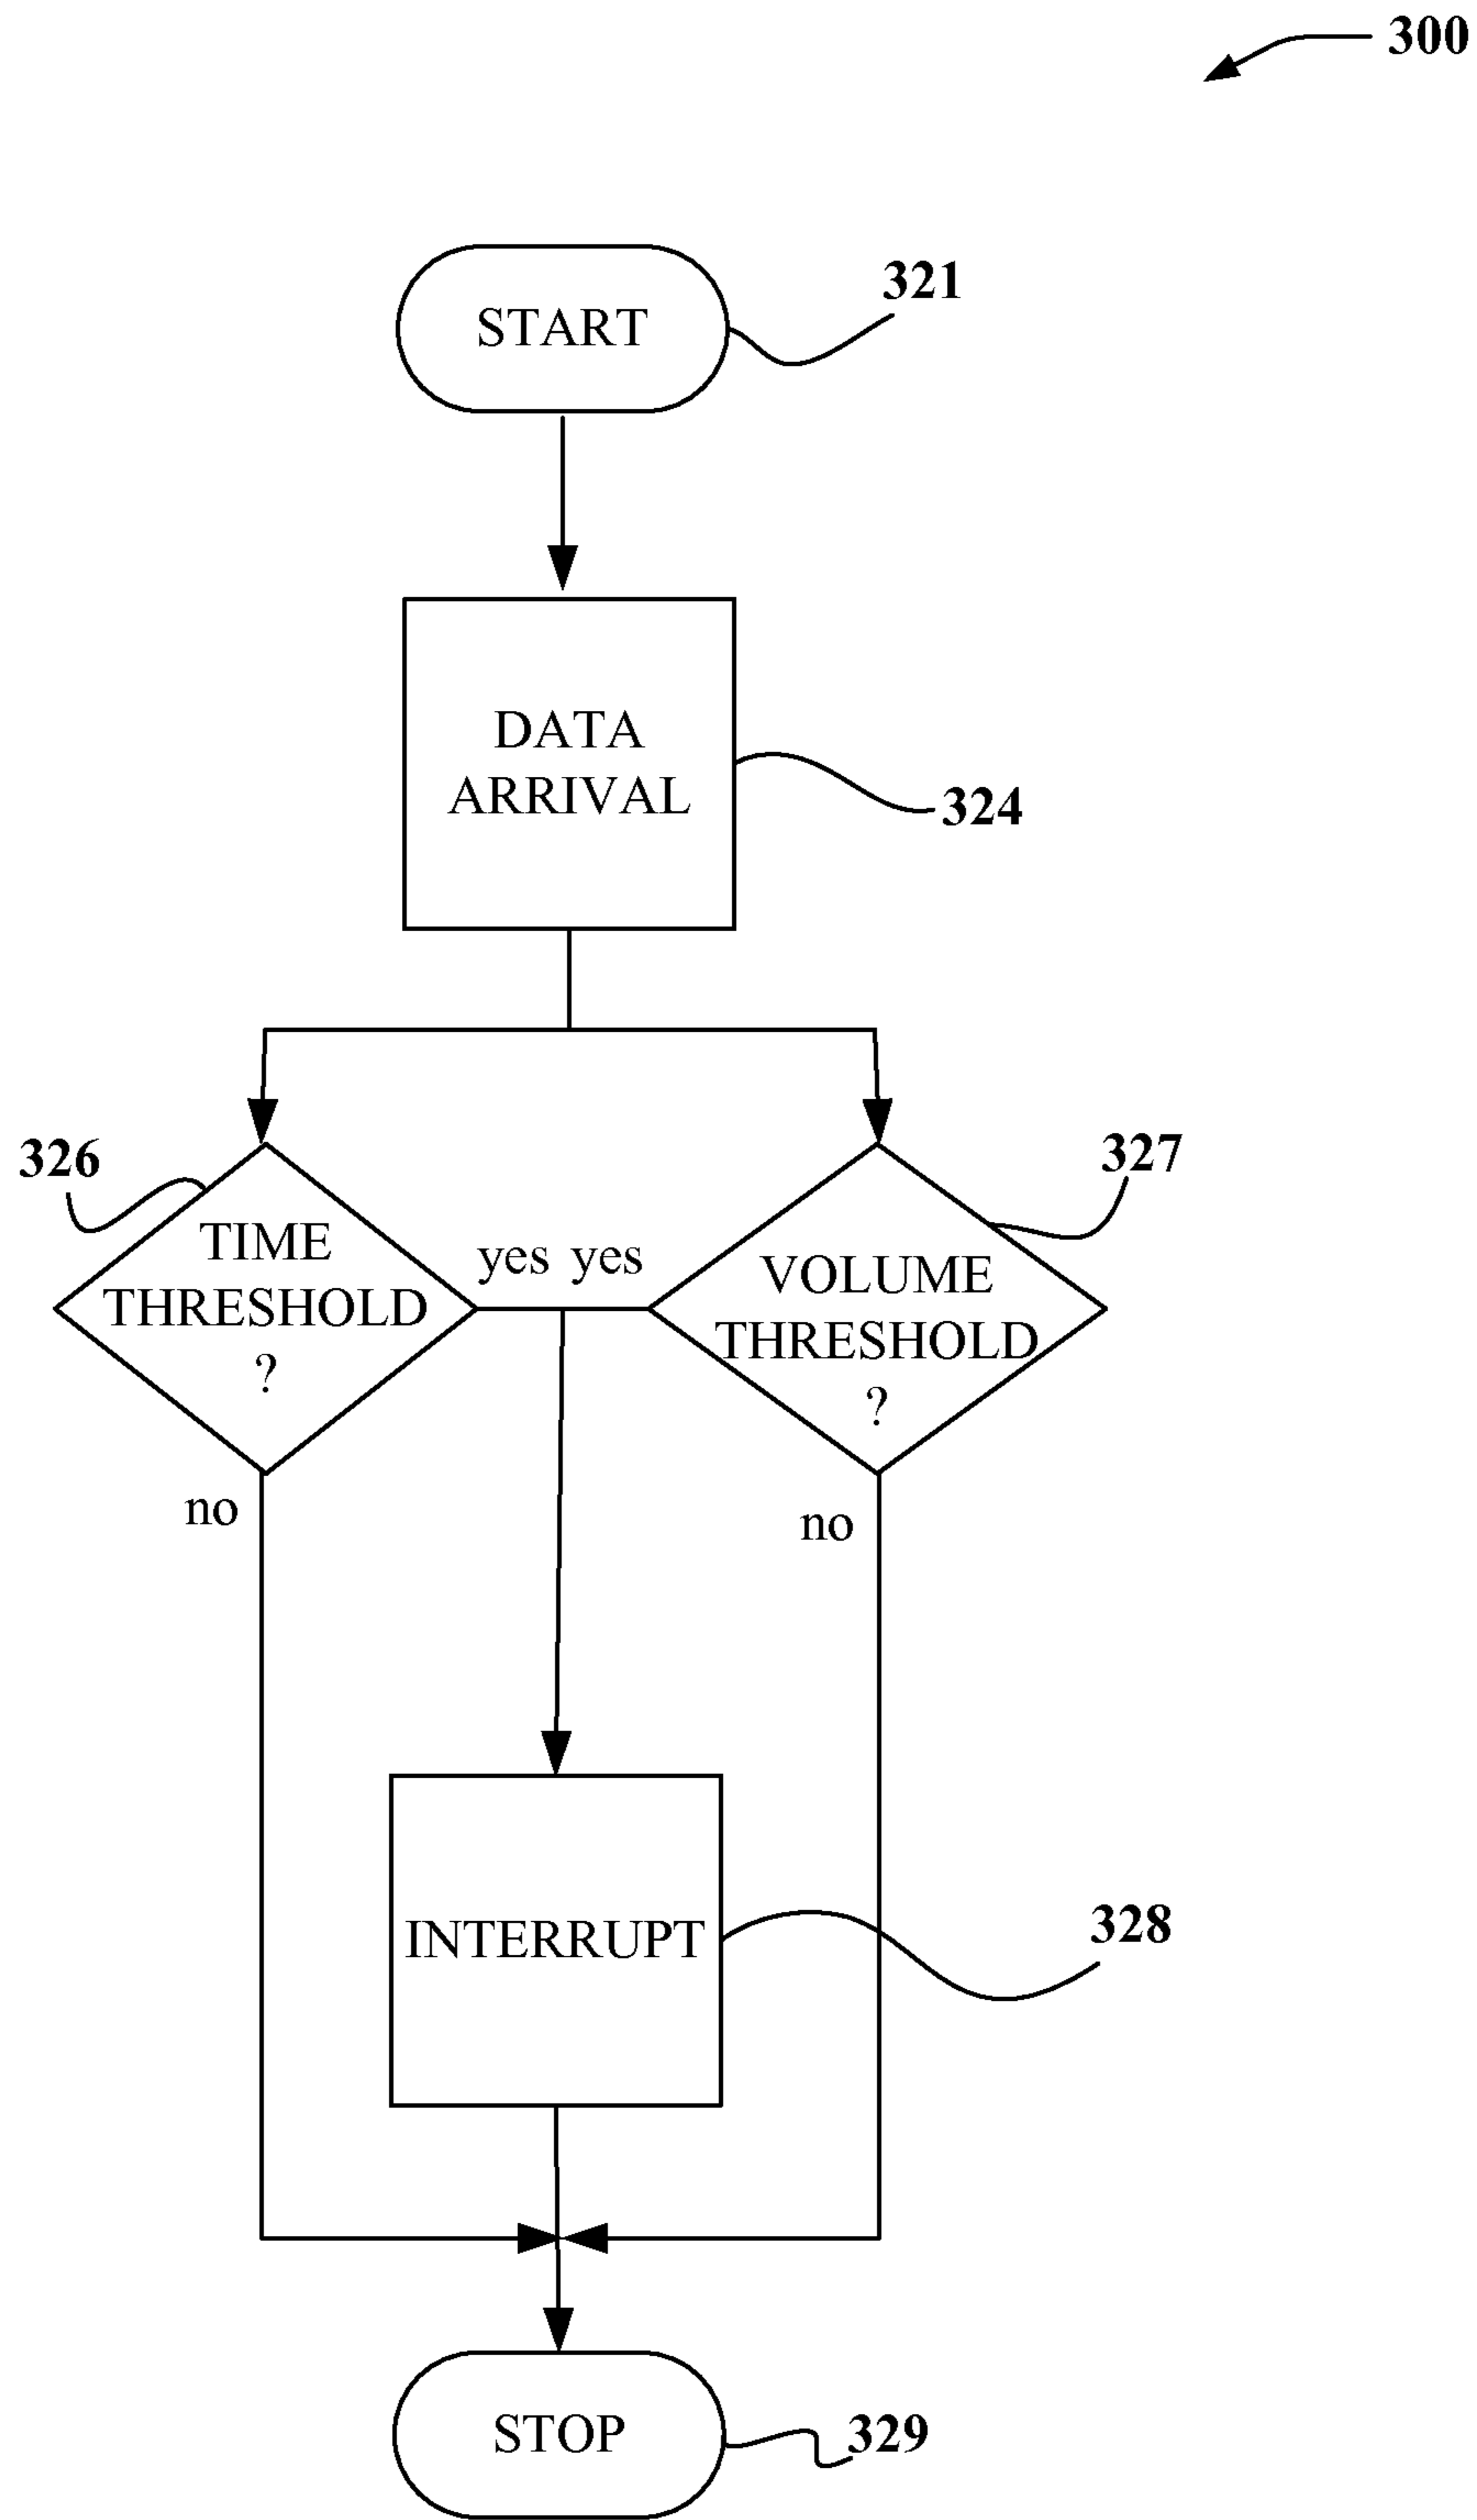 300
START
321
DATA
ARRIVAL
324
326
327
TIME
THRESHOLD
?
yes yes
VOLUME
THRESHOLD
?
no
no
INTERRUPT
328
STOP
329